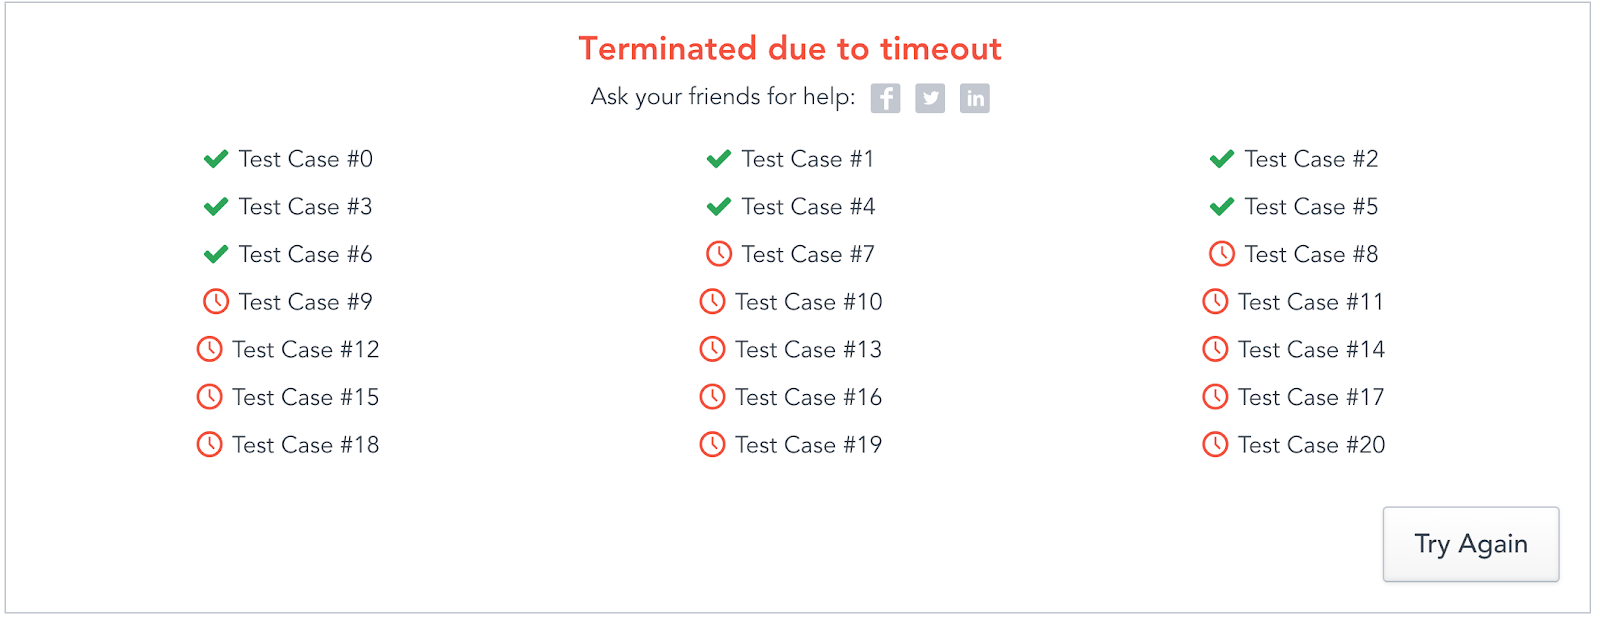 Terminated due to timeout
Ask your friends for help:
Test Case #0
Test Case #1
Test Case #2
Test Case #3
Test Case #4
Test Case #5
Test Case #6
Test Case #7
Test Case #8
Test Case #9
Test Case #10
Test Case #11
Test Case #12
Test Case #13
Test Case #14
Test Case #15
Test Case #16
Test Case #17
Test Case #18
Test Case #19
Test Case #20
Try Again